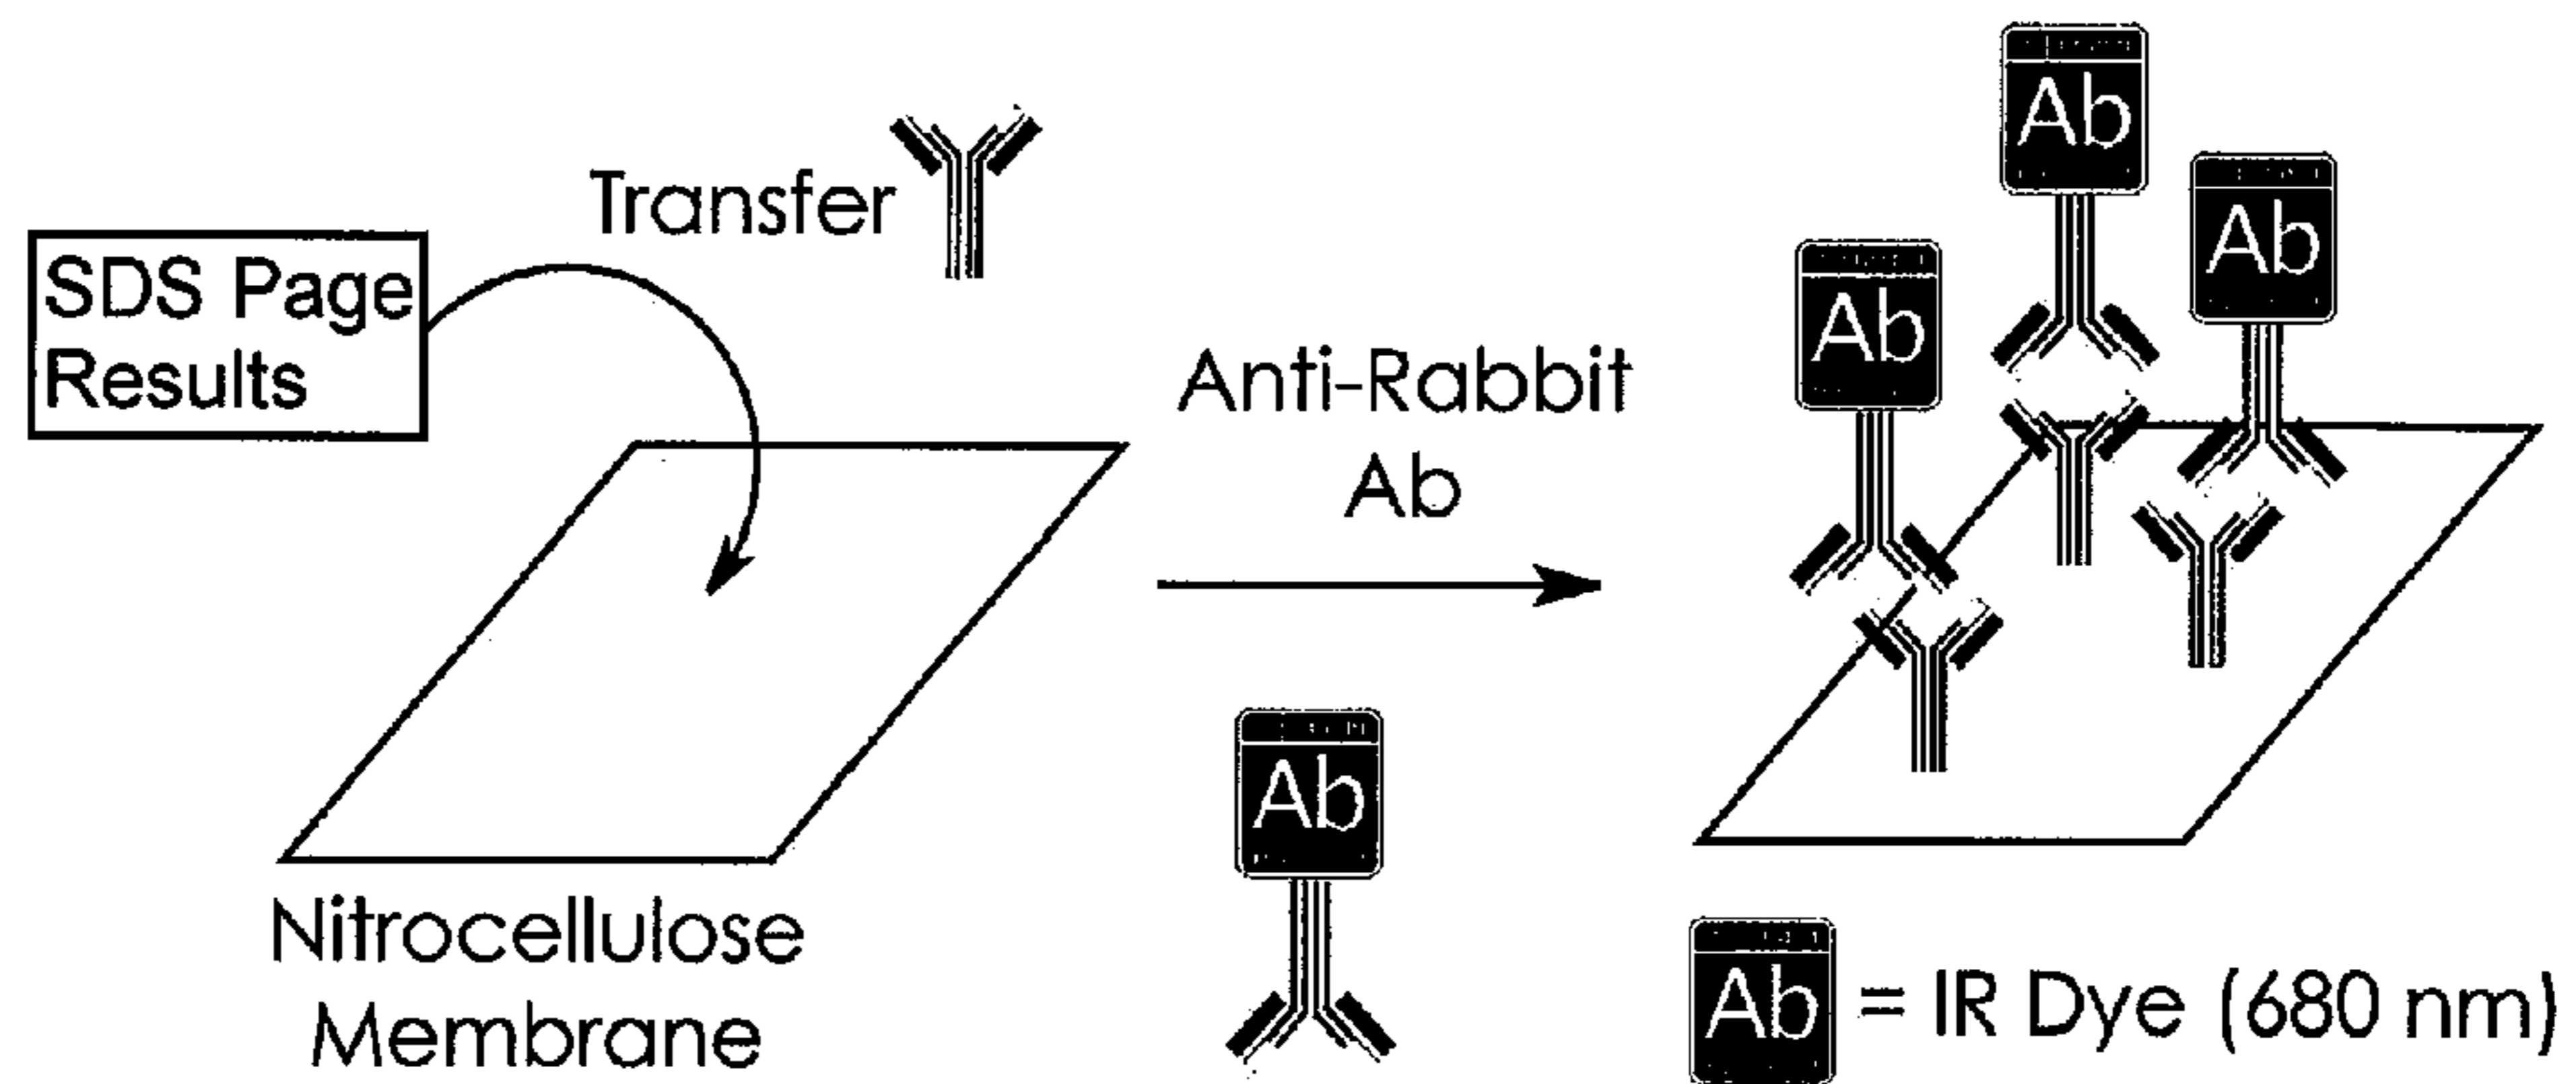 Transfer
SDS Page
Results
Anti-Rabbit
Ab
Nitrocellulose
Membrane
Ab
Ab
Ab
Ab
Ab = IR Dye (680 nm)